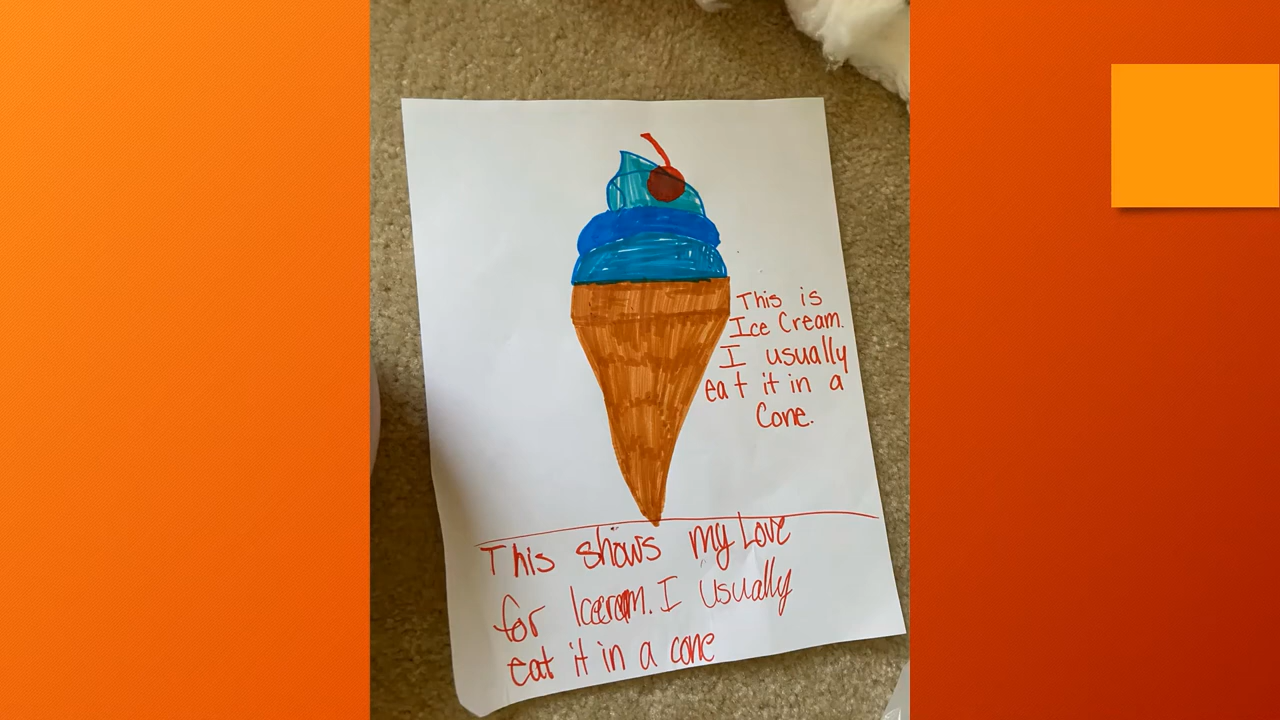 This is
Ice Cream.
I usually
eat it in a
Cone.
This shows my Love
for Icecream. I usually
eat it in a cone